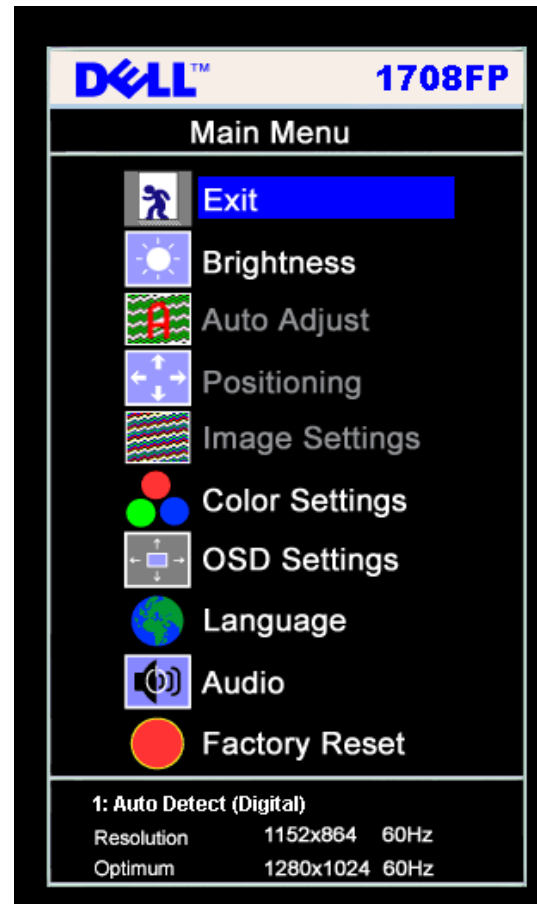 DELL™ 1708FP
Main Menu
Exit
Brightness
Auto Adjust
Positioning
Image Settings
Color Settings
OSD Settings
Language
Audio
Factory Reset
1: Auto Detect (Digital)
Resolution 1152x864 60Hz
Optimum 1280x1024 60Hz